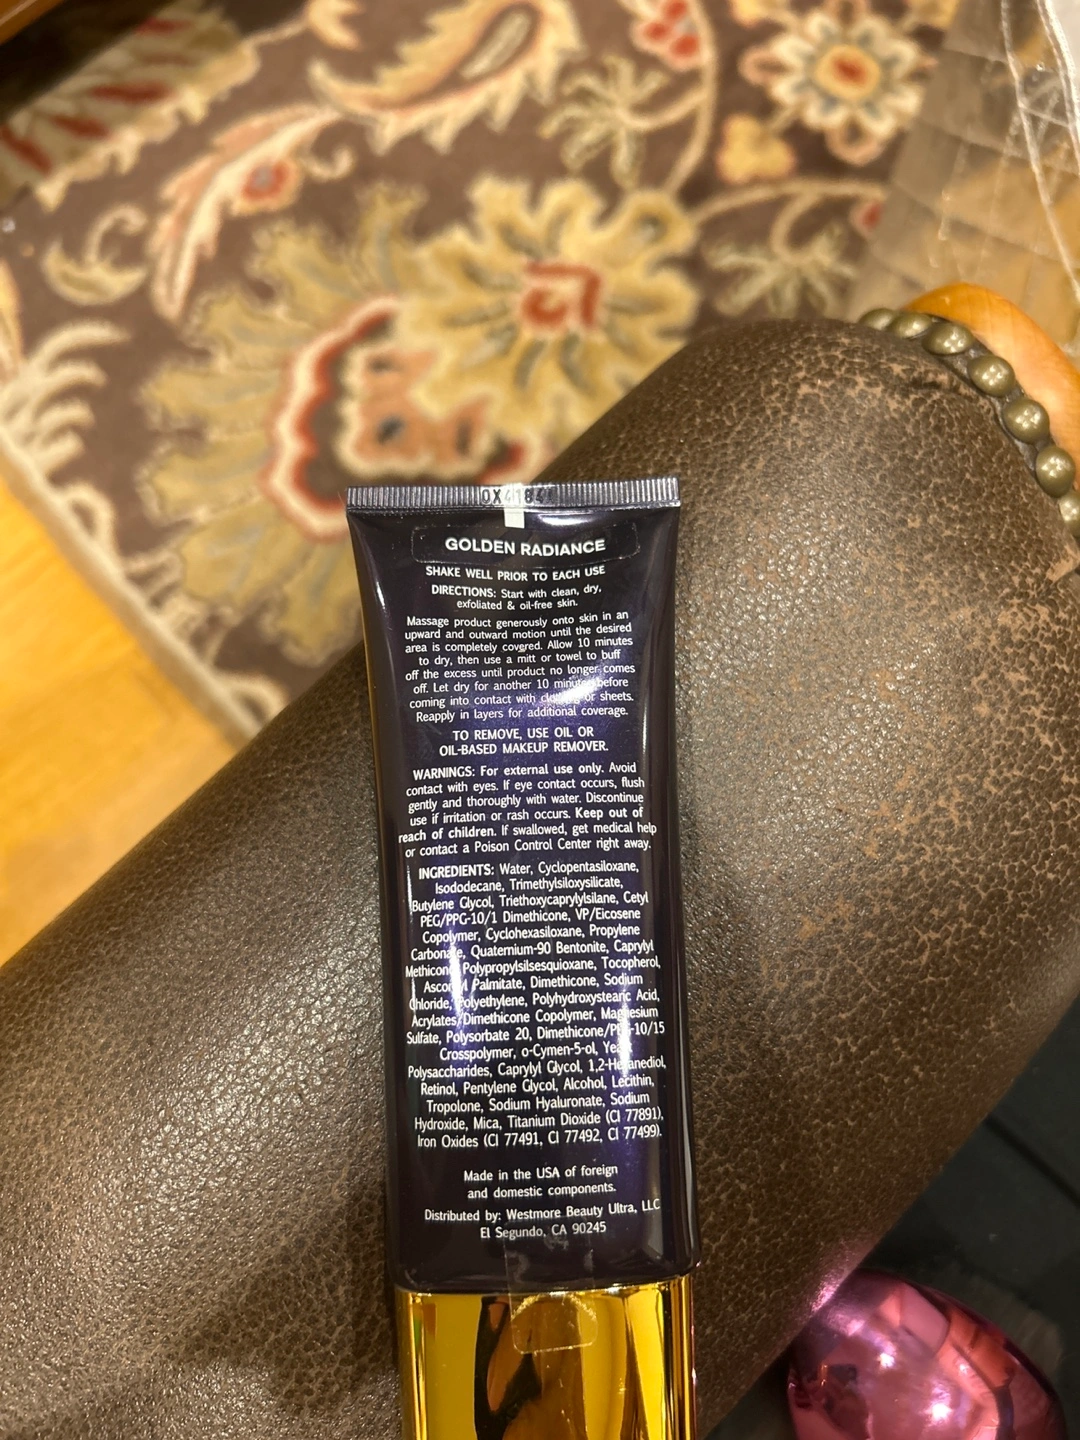 GOLDEN RADIANCE
SHAKE WELL PRIOR TO EACH USE
DIRECTIONS: Start with clean, dry,
exfoliated & oil-free skin.
Massage product generously onto skin in an
upward and outward motion until the desired
area is completely covered. Allow 10 minutes
to dry, then use a mitt or towel to buff
off the excess until product no longer comes
off. Let dry for another 10 minutes before
coming into contact with clothing or sheets.
Reapply in layers for additional coverage.
TO REMOVE, USE OIL OR
OIL-BASED MAKEUP REMOVER.
WARNINGS: For external use only. Avoid
contact with eyes. If eye contact occurs, flush
gently and thoroughly with water. Discontinue
use if irritation or rash occurs. Keep out of
reach of children. If swallowed, get medical help
or contact a Poison Control Center right away.
INGREDIENTS: Water, Cyclopentasiloxane,
Isododecane, Trimethylsiloxysilicate,
Butylene Glycol, Triethoxycaprylylsilane, Cetyl
PEG/PPG-10/1 Dimethicone, VP/Eicosene
Copolymer, Cyclohexasiloxane, Propylene
Carbonate, Quaternium-90 Bentonite, Caprylyl
Methicone, Polypropylsilsesquioxane, Tocopherol,
Ascorbyl Palmitate, Dimethicone, Sodium
Chloride, Polyethylene, Polyhydroxystearic Acid,
Acrylates/Dimethicone Copolymer, Magnesium
Sulfate, Polysorbate 20, Dimethicone/PEG-10/15
Crosspolymer, o-Cymen-5-ol, Yeast
Polysaccharides, Caprylyl Glycol, 1,2-Hexanediol,
Retinol, Pentylene Glycol, Alcohol, Lecithin,
Tropolone, Sodium Hyaluronate, Sodium
Hydroxide, Mica, Titanium Dioxide (CI 77891),
Iron Oxides (CI 77491, CI 77492, CI 77499).
Made in the USA of foreign
and domestic components.
Distributed by: Westmore Beauty Ultra, LLC
El Segundo, CA 90245